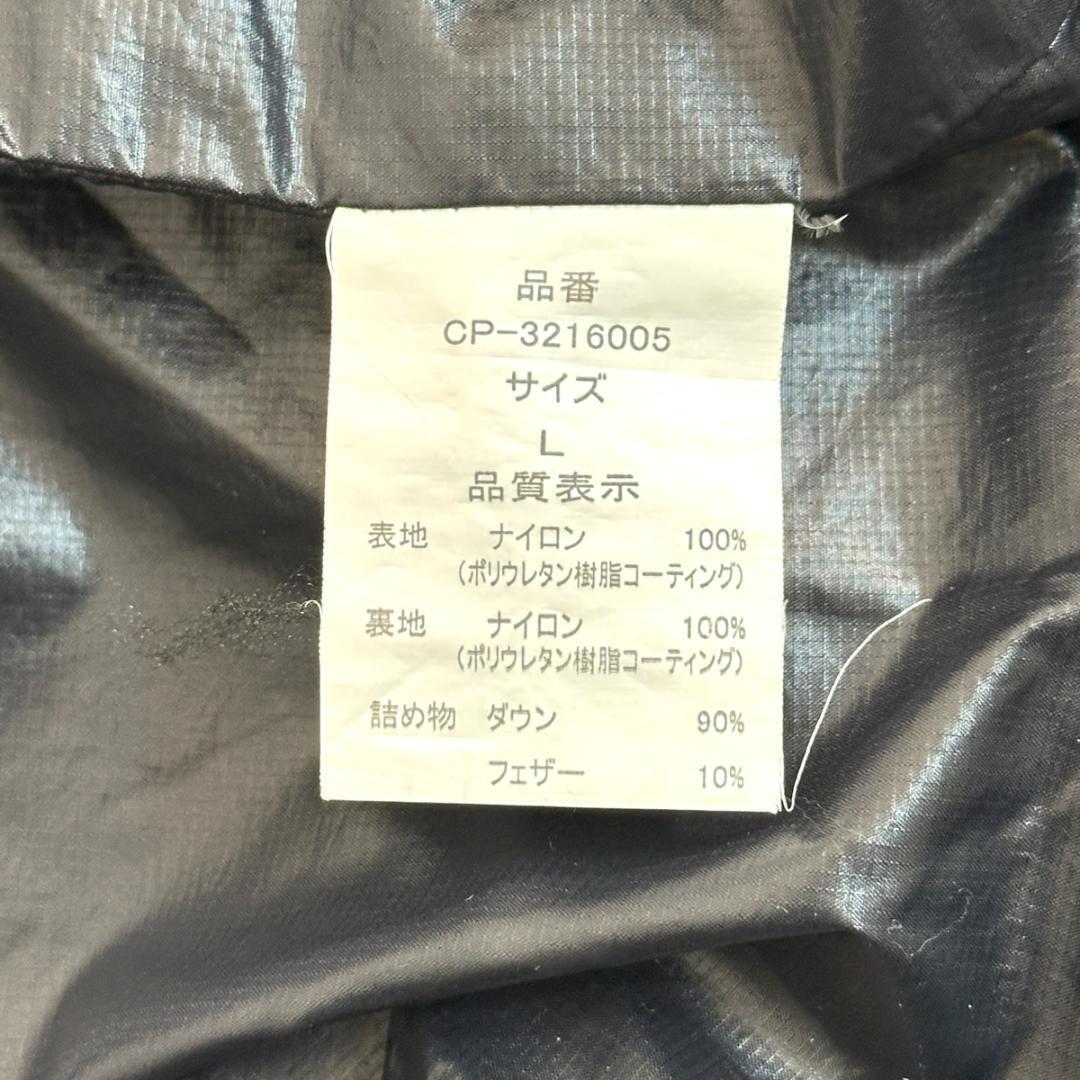 品番
CP-3216005
サイズ
L
品質表示
表地 ナイロン 100%
(ポリウレタン樹脂コーティング)
裏地 ナイロン 100%
(ポリウレタン樹脂コーティング)
詰め物 ダウン 90%
フェザー 10%